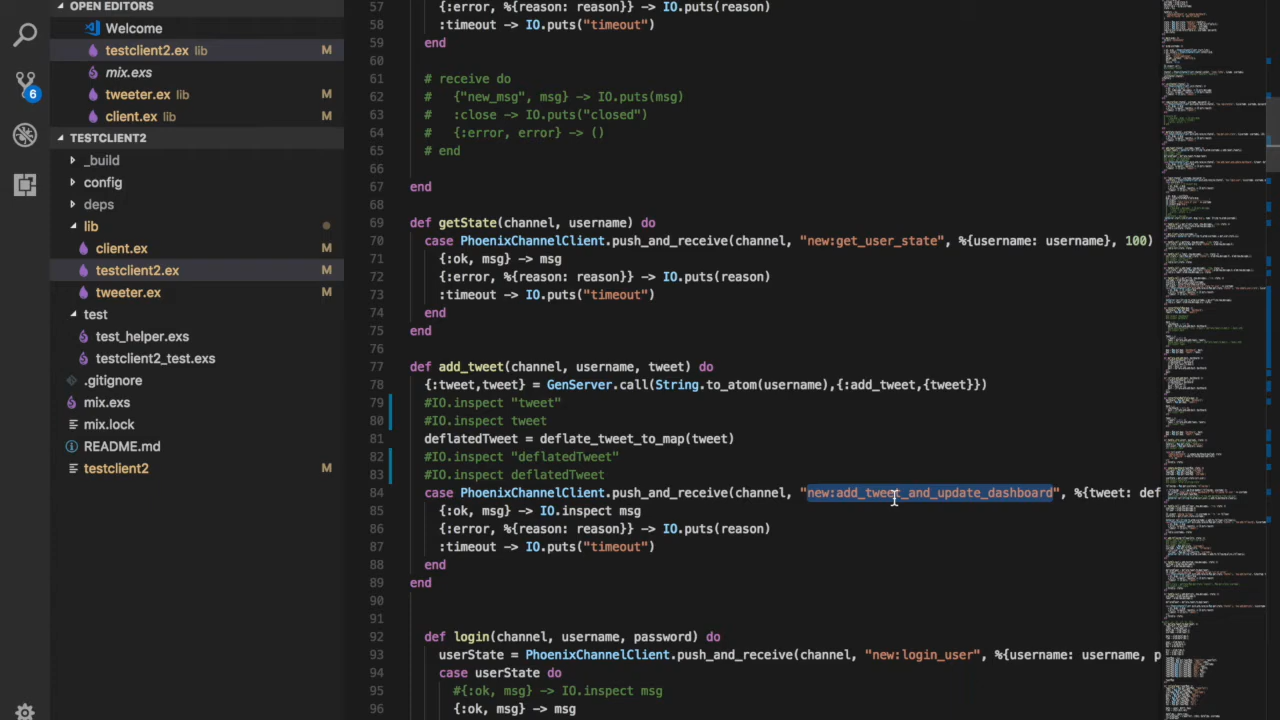 OPEN EDITORS
Welcome
testclient2.ex lib M
mix.exs
6
tweeter.ex lib M
client.ex lib M
TESTCLIENT2
_build
config
deps
lib
client.ex M
testclient2.ex M
tweeter.ex M
test
test_helper.exs
testclient2_test.exs
.gitignore
mix.exs
mix.lock
README.md
testclient2 M
57 {:error, %{reason: reason}} -> IO.puts(reason)
58 :timeout -> IO.puts("timeout")
59 end
60
61 # receive do
62 # {"new_msg", msg} -> IO.puts(msg)
63 # :close -> IO.puts("closed")
64 # {:error, error} -> ()
65 # end
66
67 end
68
69 def getState(channel, username) do
70 case PhoenixChannelClient.push_and_receive(channel, "new:get_user_state", %{username: username}, 100)
71 {:ok, msg} -> msg
72 {:error, %{reason: reason}} -> IO.puts(reason)
73 :timeout -> IO.puts("timeout")
74 end
75 end
76
77 def add_tweet(channel, username, tweet) do
78 {:tweet,tweet} = GenServer.call(String.to_atom(username),{:add_tweet,{tweet}})
79 #IO.inspect "tweet"
80 #IO.inspect tweet
81 deflatedTweet = deflate_tweet_to_map(tweet)
82 #IO.inspect "deflatedTweet"
83 #IO.inspect deflatedTweet
84 case PhoenixChannelClient.push_and_receive(channel, "new:add_tweet_and_update_dashboard", %{tweet: def
85 {:ok, msg} -> IO.inspect msg
86 {:error, %{reason: reason}} -> IO.puts(reason)
87 :timeout -> IO.puts("timeout")
88 end
89 end
90
91
92 def login(channel, username, password) do
93 userState = PhoenixChannelClient.push_and_receive(channel, "new:login_user", %{username: username, p
94 case userState do
95 #{:ok, msg} -> IO.inspect msg
96 {:ok, msg} -> msg